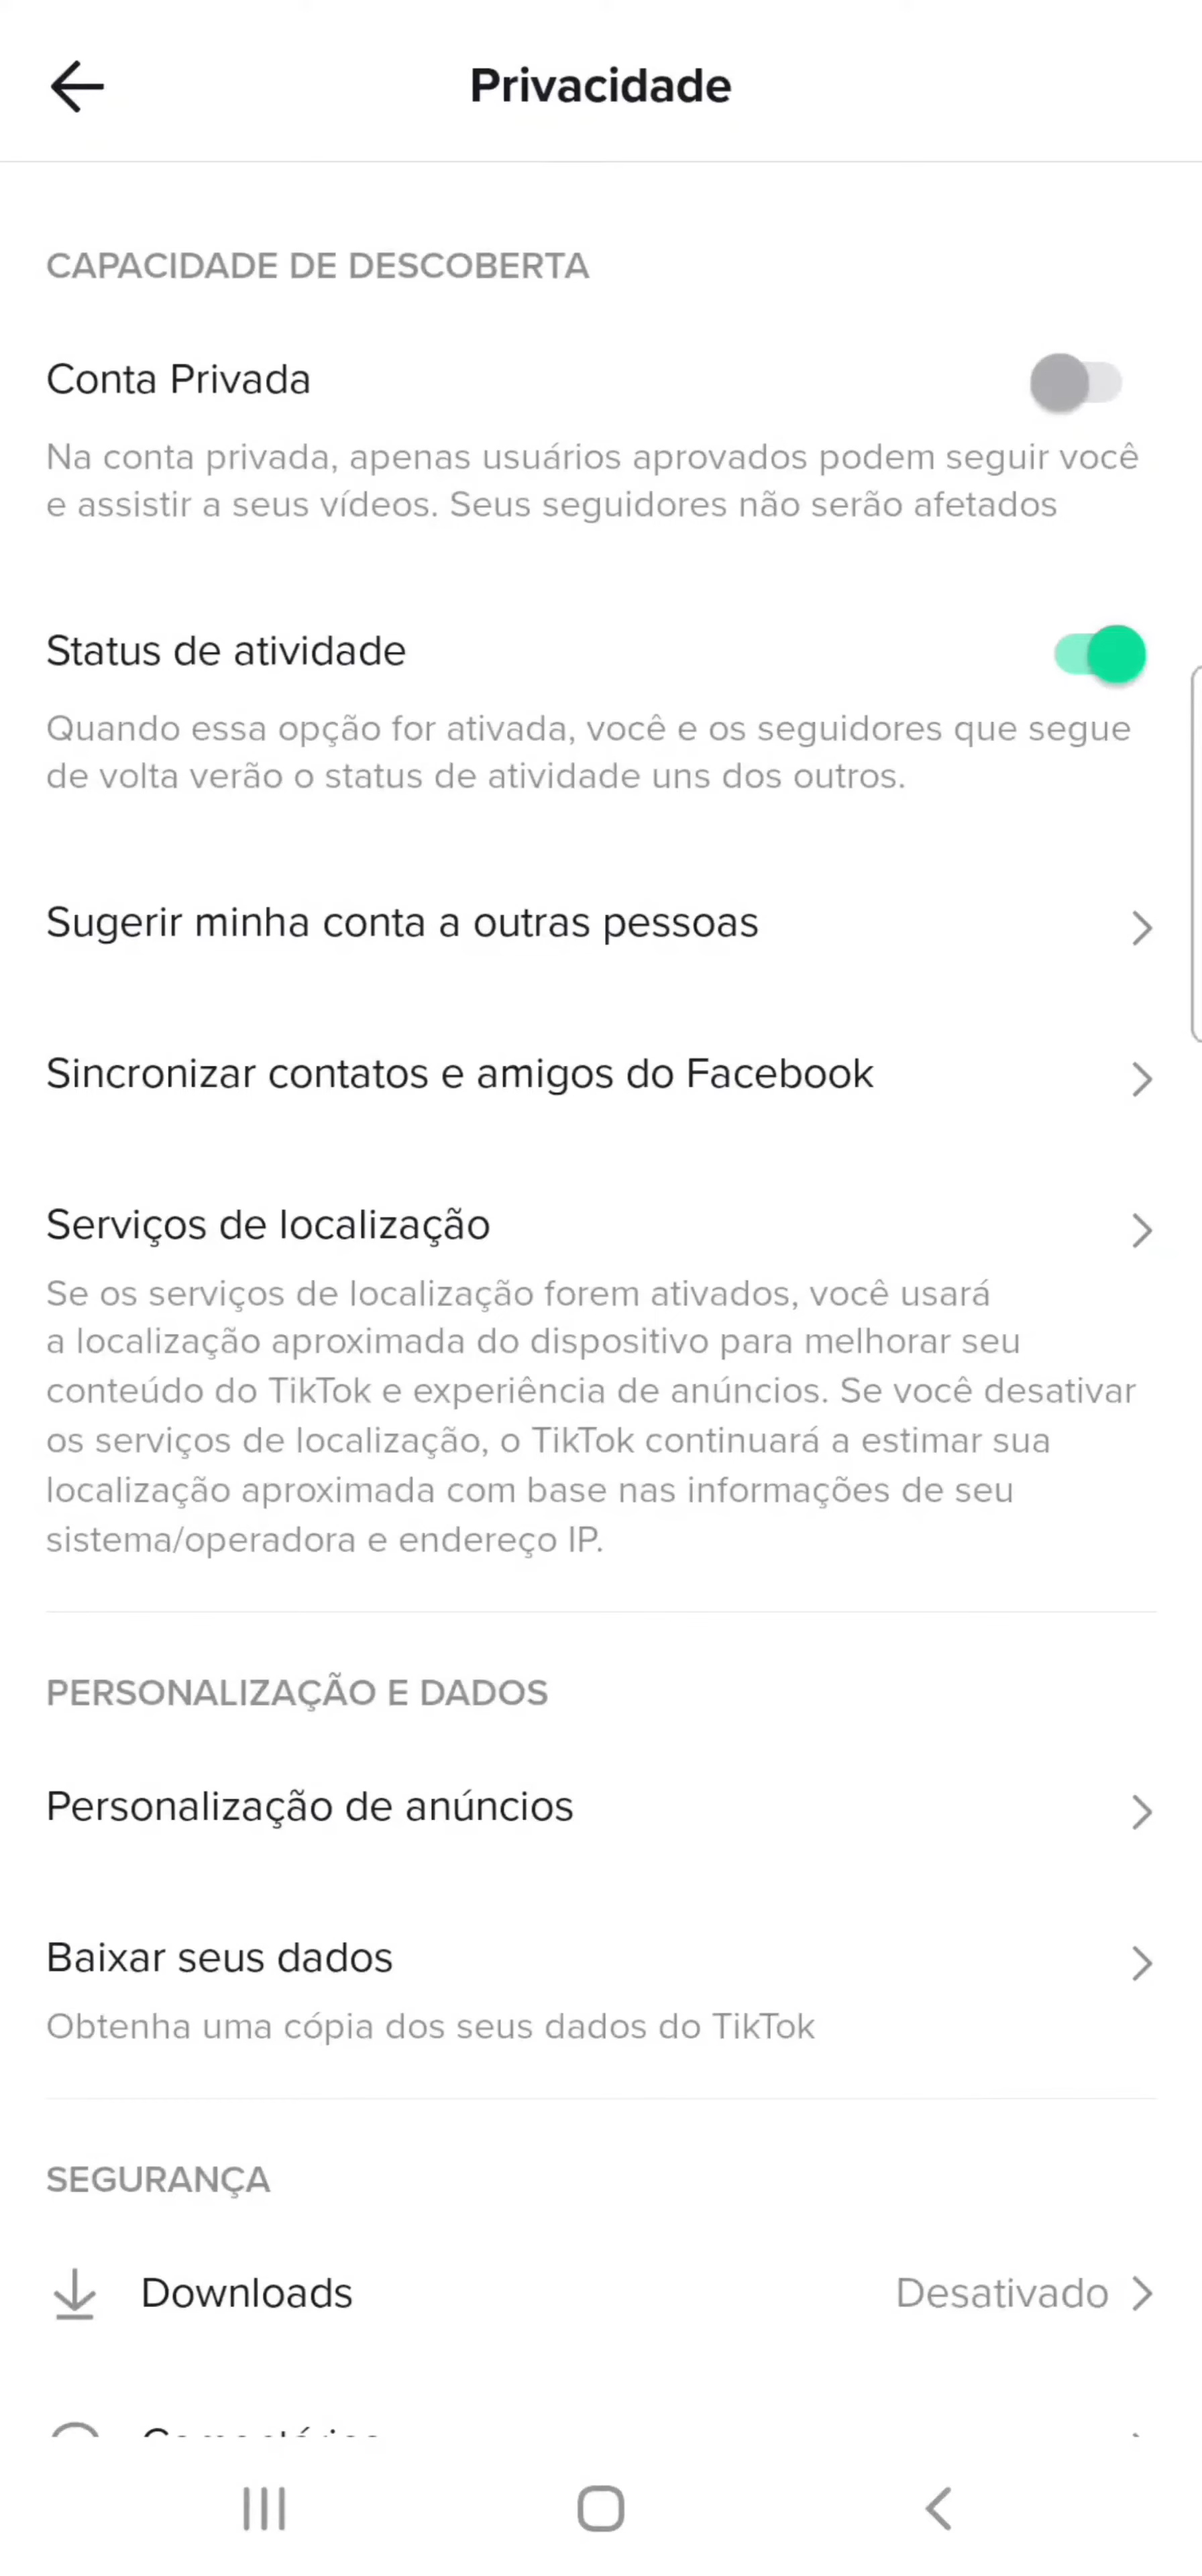 Privacidade
CAPACIDADE DE DESCOBERTA
Conta Privada
Na conta privada, apenas usuários aprovados podem seguir você
e assistir a seus vídeos. Seus seguidores não serão afetados
Status de atividade
Quando essa opção for ativada, você e os seguidores que segue
de volta verão o status de atividade uns dos outros.
Sugerir minha conta a outras pessoas
Sincronizar contatos e amigos do Facebook
Serviços de localização
Se os serviços de localização forem ativados, você usará
a localização aproximada do dispositivo para melhorar seu
conteúdo do TikTok e experiência de anúncios. Se você desativar
os serviços de localização, o TikTok continuará a estimar sua
localização aproximada com base nas informações de seu
sistema/operadora e endereço IP.
PERSONALIZAÇÃO E DADOS
Personalização de anúncios
Baixar seus dados
Obtenha uma cópia dos seus dados do TikTok
SEGURANÇA
Downloads Desativado